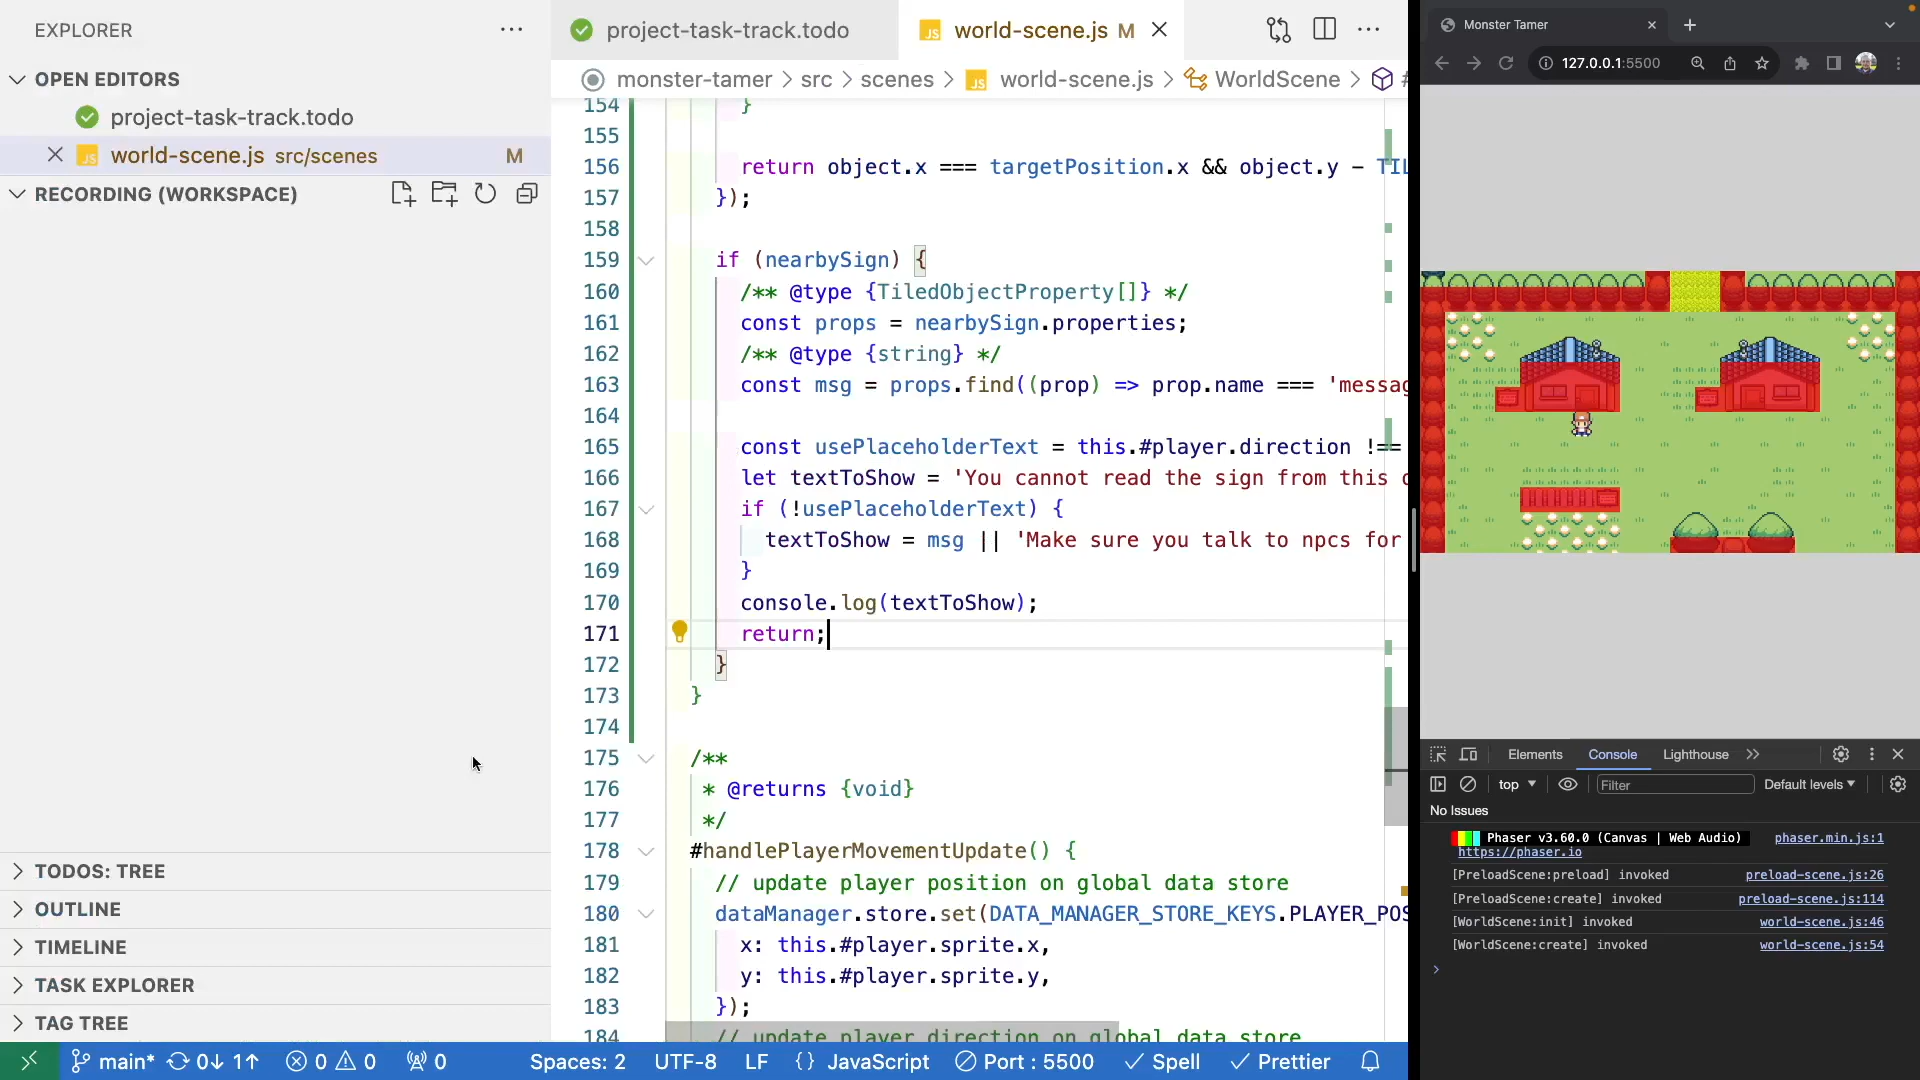 EXPLORER
OPEN EDITORS
project-task-track.todo
world-scene.js src/scenes M
RECORDING (WORKSPACE)
TODOS: TREE
OUTLINE
TIMELINE
TASK EXPLORER
TAG TREE
project-task-track.todo
JS world-scene.js M
monster-tamer > src > scenes > JS world-scene.js > WorldScene > #
154 }
155
156 return object.x === targetPosition.x && object.y - TIL
157 });
158
159 if (nearbySign) {
160 /** @type {TiledObjectProperty[]} */
161 const props = nearbySign.properties;
162 /** @type {string} */
163 const msg = props.find((prop) => prop.name === 'messag
164
165 const usePlaceholderText = this.#player.direction !==
166 let textToShow = 'You cannot read the sign from this
167 if (!usePlaceholderText) {
168 textToShow = msg || 'Make sure you talk to npcs for
169 }
170 console.log(textToShow);
171 return;
172 }
173 }
174
175 /**
176 * @returns {void}
177 */
178 #handlePlayerMovementUpdate() {
179 // update player position on global data store
180 dataManager.store.set(DATA_MANAGER_STORE_KEYS.PLAYER_POS
181 x: this.#player.sprite.x,
182 y: this.#player.sprite.y,
183 });
184 // update player direction on global data store
main* 0↓ 1↑ 0 0 0 Spaces: 2 UTF-8 LF {} JavaScript Port : 5500 Spell Prettier
Monster Tamer
127.0.0.1:5500
Elements Console Lighthouse
top Filter Default levels
No Issues
Phaser v3.60.0 (Canvas | Web Audio) phaser.min.js:1
https://phaser.io
[PreloadScene:preload] invoked preload-scene.js:26
[PreloadScene:create] invoked preload-scene.js:114
[WorldScene:init] invoked world-scene.js:46
[WorldScene:create] invoked world-scene.js:54